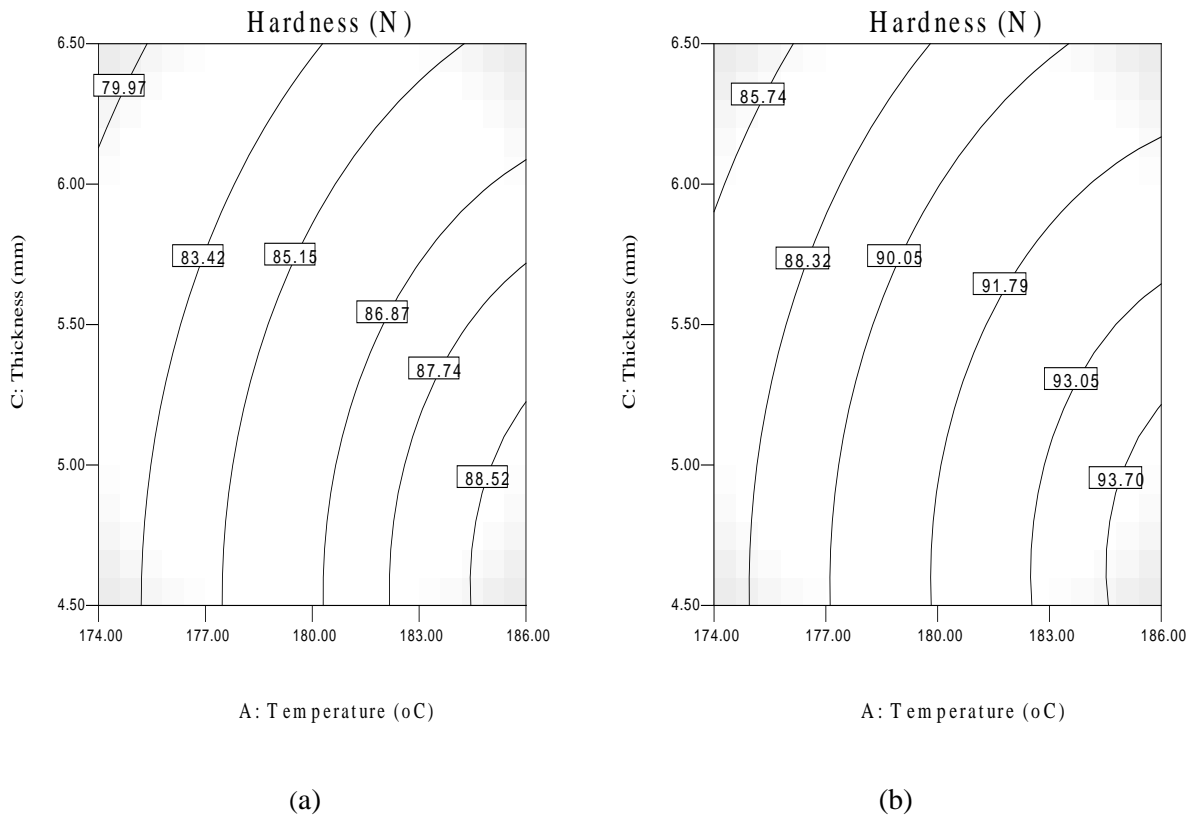 Hardness (N)
6.50
6.00
5.50
5.00
4.50
C: Thickness (mm)
79.97
83.42
85.15
86.87
87.74
88.52
174.00 177.00 180.00 183.00 186.00
A: Temperature (oC)
(a)
Hardness (N)
6.50
6.00
5.50
5.00
4.50
C: Thickness (mm)
85.74
88.32
90.05
91.79
93.05
93.70
174.00 177.00 180.00 183.00 186.00
A: Temperature (oC)
(b)